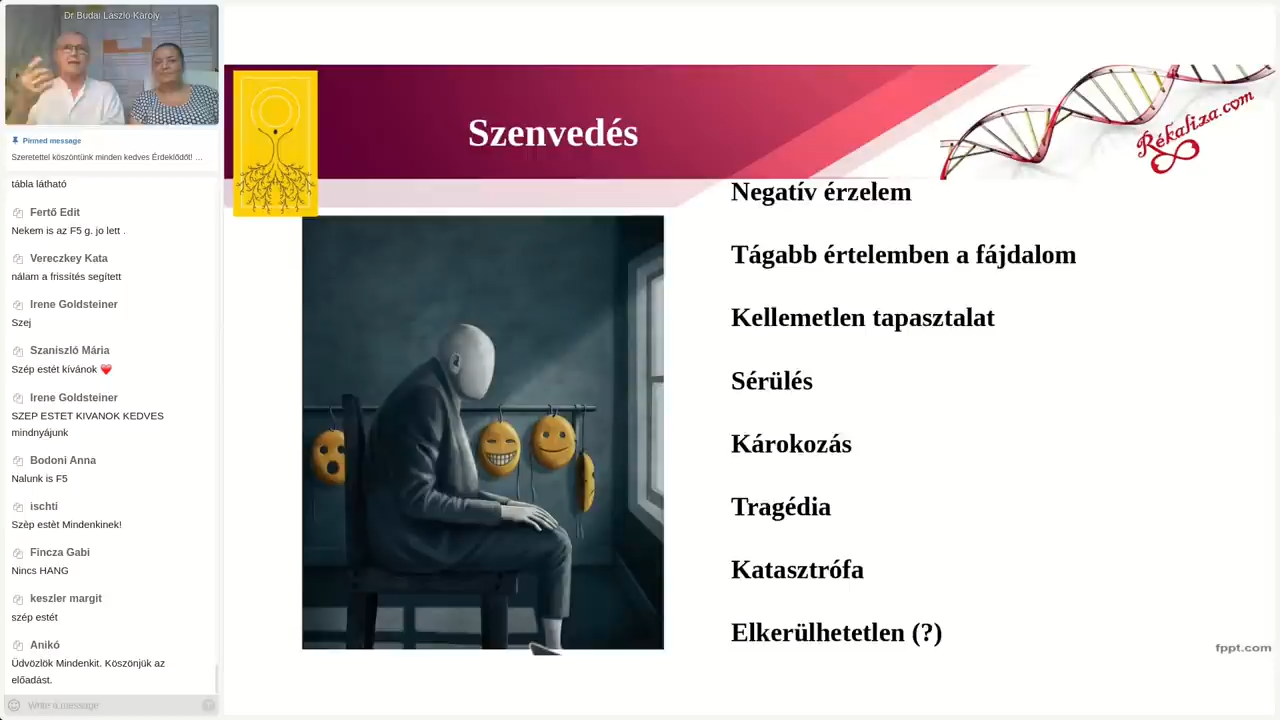 Dr Budai László Károly
Pinned message
Szeretettel köszöntünk minden kedves Érdeklődőt! ...
tábla látható
Fertő Edit
Nekem is az F5 g. jo lett .
Vereczkey Kata
nálam a frissítés segített
Irene Goldsteiner
Szej
Szaniszló Mária
Szép estét kívánok ❤️
Irene Goldsteiner
SZEP ESTET KIVANOK KEDVES
mindnyájunk
Bodoni Anna
Nalunk is F5
ischti
Szèp estèt Mindenkinek!
Fincza Gabi
Nincs HANG
keszler margit
szép estét
Anikó
Üdvözlök Mindenkit. Köszönjük az
előadást.
Write a message
Szenvedés
Rékaliza.com
Negatív érzelem
Tágabb értelemben a fájdalom
Kellemetlen tapasztalat
Sérülés
Károkozás
Tragédia
Katasztrófa
Elkerülhetetlen (?)
fppt.com